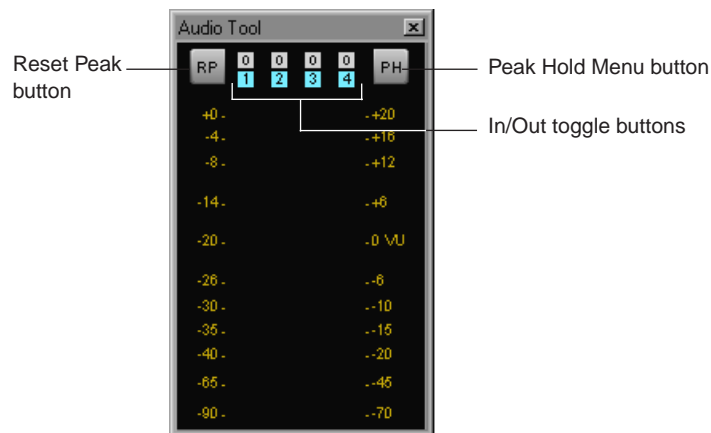 Audio Tool
Reset Peak
button
RP
0 0 0 0
1 2 3 4
PH
Peak Hold Menu button
In/Out toggle buttons
+0 - -+20
-4 - -+16
-8 - -+12
-14 - -+6
-20 - -0 VU
-26 - --6
-30 - --10
-35 - --15
-40 - --20
-65 - --45
-90 - --70